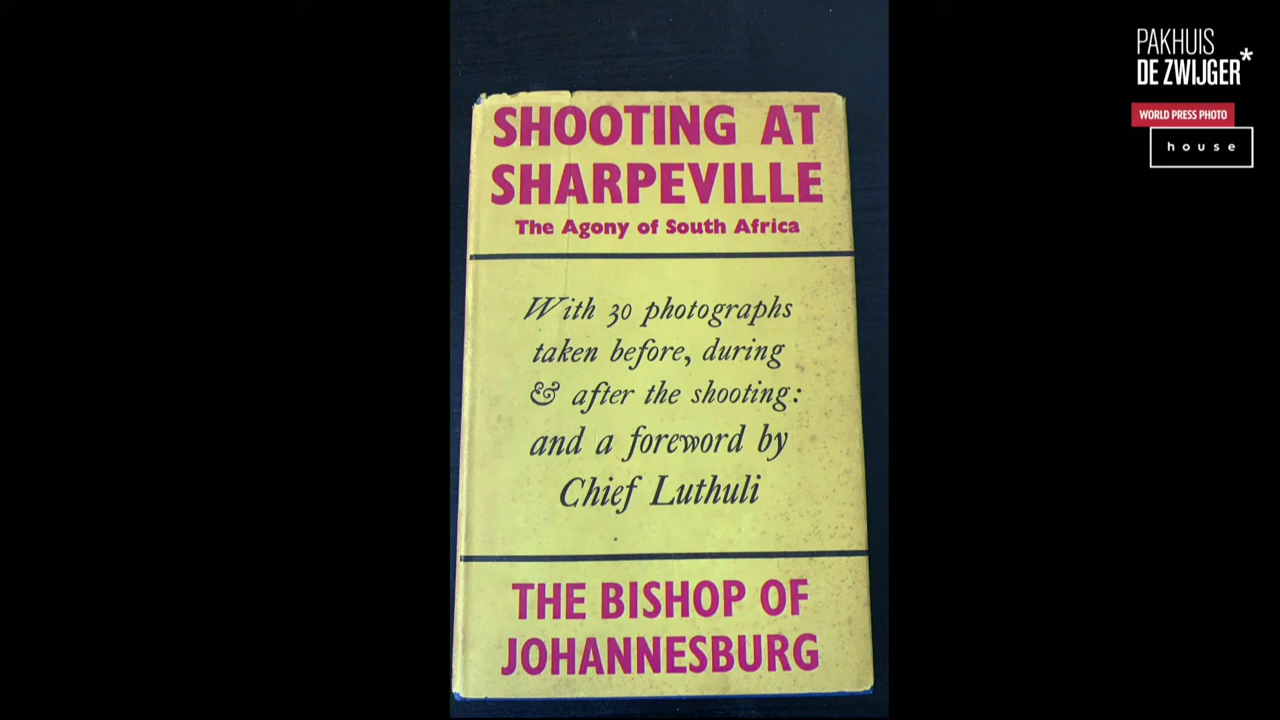 SHOOTING AT
SHARPEVILLE
The Agony of South Africa
With 30 photographs
taken before, during
& after the shooting:
and a foreword by
Chief Luthuli
THE BISHOP OF
JOHANNESBURG
PAKHUIS
DE ZWIJGER*
WORLD PRESS PHOTO
house